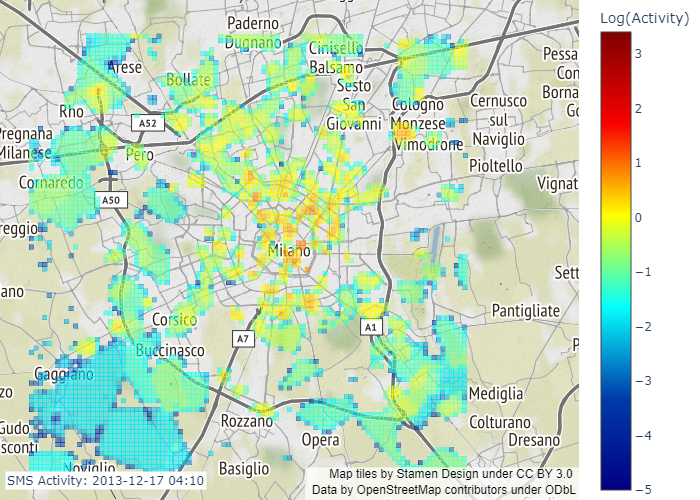 Log(Activity)
3
2
1
0
−1
−2
−3
−4
−5
Paderno
Dugnano
Cinisello
Balsamo
Arese
Bollate
Sesto
San
Giovanni
Rho
A52
Cologno
Monzese
Cernusco
sul
Naviglio
Pessa
Con
Borna
Go
Pregnana
Milanese
Pero
Vimodrone
Pioltello
Cornaredo
A50
Vignat
reggio
Milano
Sett
ano
Corsico
A7
A1
Pantigliate
Buccinasco
P
Gaggiano
zzo
Mediglia
Rozzano
Colturano
Gudo
sconti
Opera
Dresano
Noviglio
Basiglio
SMS Activity: 2013-12-17 04:10
Map tiles by Stamen Design under CC BY 3.0
Data by OpenStreetMap contributors under ODbL